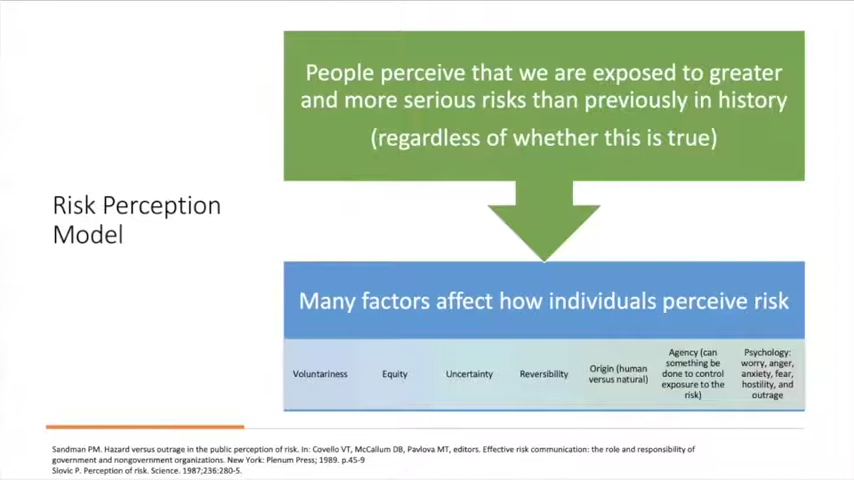 People perceive that we are exposed to greater
and more serious risks than previously in history
(regardless of whether this is true)
Risk Perception
Model
Many factors affect how individuals perceive risk
Voluntariness
Equity
Uncertainty
Reversibility
Origin (human
versus natural)
Agency (can
something be
done to control
exposure to the
risk)
Psychology:
worry, anger,
anxiety, fear,
hostility, and
outrage
Sandman PM. Hazard versus outrage in the public perception of risk. In: Covello VT, McCallum DB, Pavlova MT, editors. Effective risk communication: the role and responsibility of
government and nongovernment organizations. New York: Plenum Press; 1989. p.45-9
Slovic P. Perception of risk. Science. 1987;236:280-5.